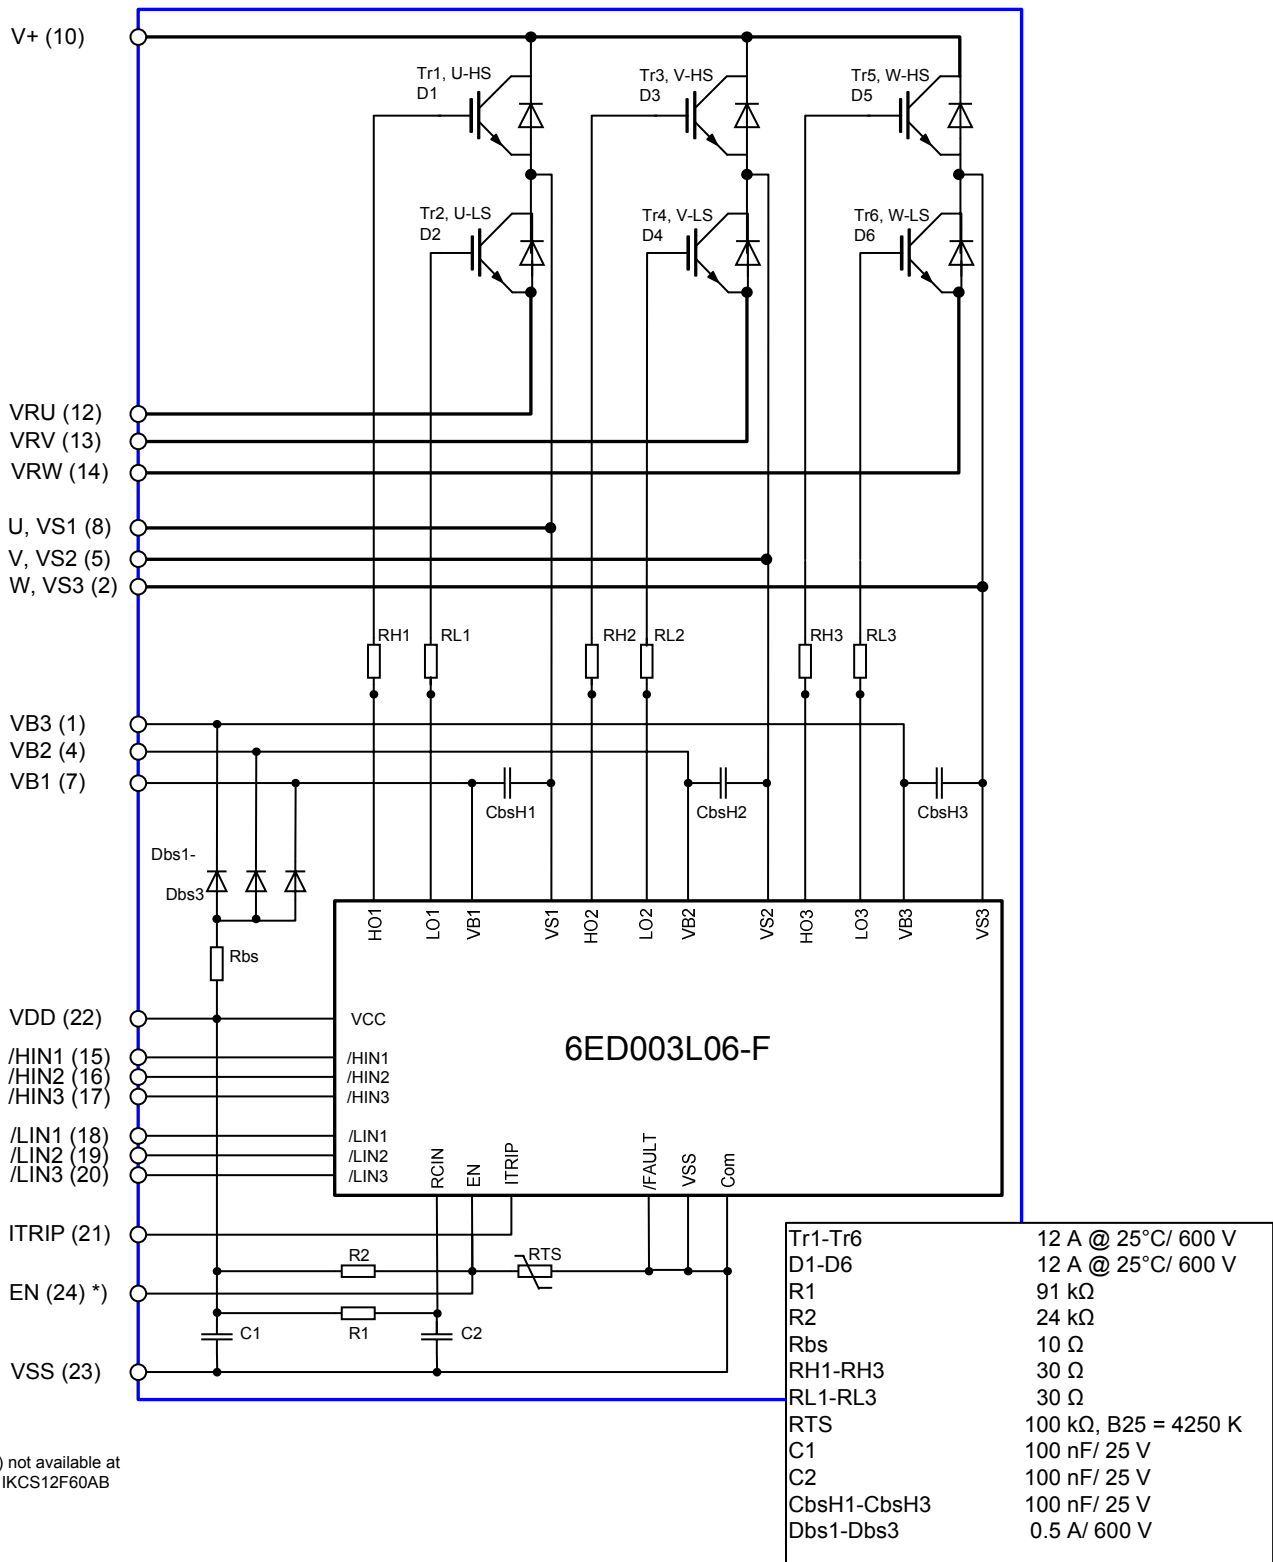 V+ (10)
Tr1, U-HS
D1
Tr3, V-HS
D3
Tr5, W-HS
D5
Tr2, U-LS
D2
Tr4, V-LS
D4
Tr6, W-LS
D6
VRU (12)
VRV (13)
VRW (14)
U, VS1 (8)
V, VS2 (5)
W, VS3 (2)
RH1
RL1
RH2
RL2
RH3
RL3
VB3 (1)
VB2 (4)
VB1 (7)
CbsH1
CbsH2
CbsH3
Dbs1-
Dbs3
Rbs
HO1
LO1
VB1
VS1
HO2
LO2
VB2
VS2
HO3
LO3
VB3
VS3
VDD (22)
VCC
6ED003L06-F
/HIN1 (15)
/HIN2 (16)
/HIN3 (17)
/HIN1
/HIN2
/HIN3
/LIN1 (18)
/LIN2 (19)
/LIN3 (20)
/LIN1
/LIN2
/LIN3
RCIN
EN
ITRIP
/FAULT
VSS
Com
ITRIP (21)
R2
RTS
EN (24) *)
C1
R1
C2
VSS (23)
Tr1-Tr6 12 A @ 25°C/ 600 V
D1-D6 12 A @ 25°C/ 600 V
R1 91 kΩ
R2 24 kΩ
Rbs 10 Ω
RH1-RH3 30 Ω
RL1-RL3 30 Ω
RTS 100 kΩ, B25 = 4250 K
C1 100 nF/ 25 V
C2 100 nF/ 25 V
CbsH1-CbsH3 100 nF/ 25 V
Dbs1-Dbs3 0.5 A/ 600 V
) not available at
IKCS12F60AB